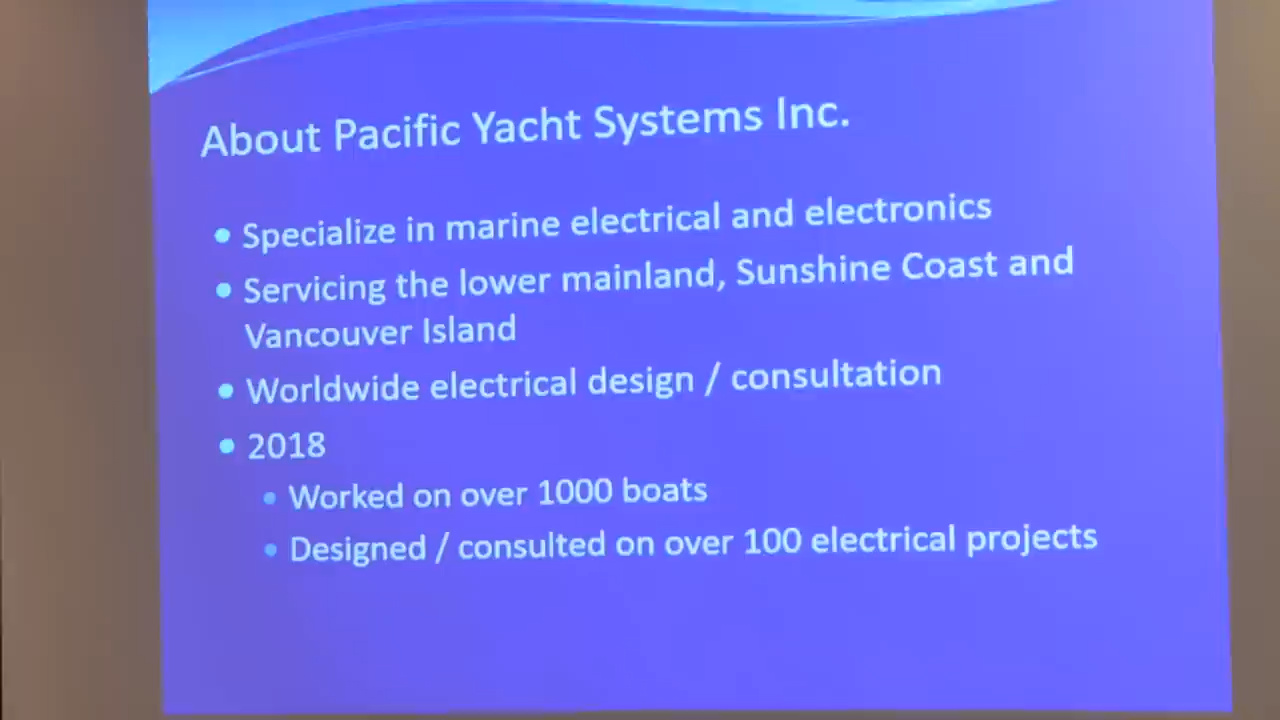 About Pacific Yacht Systems Inc.
• Specialize in marine electrical and electronics
• Servicing the lower mainland, Sunshine Coast and
Vancouver Island
• Worldwide electrical design / consultation
• 2018
• Worked on over 1000 boats
• Designed / consulted on over 100 electrical projects